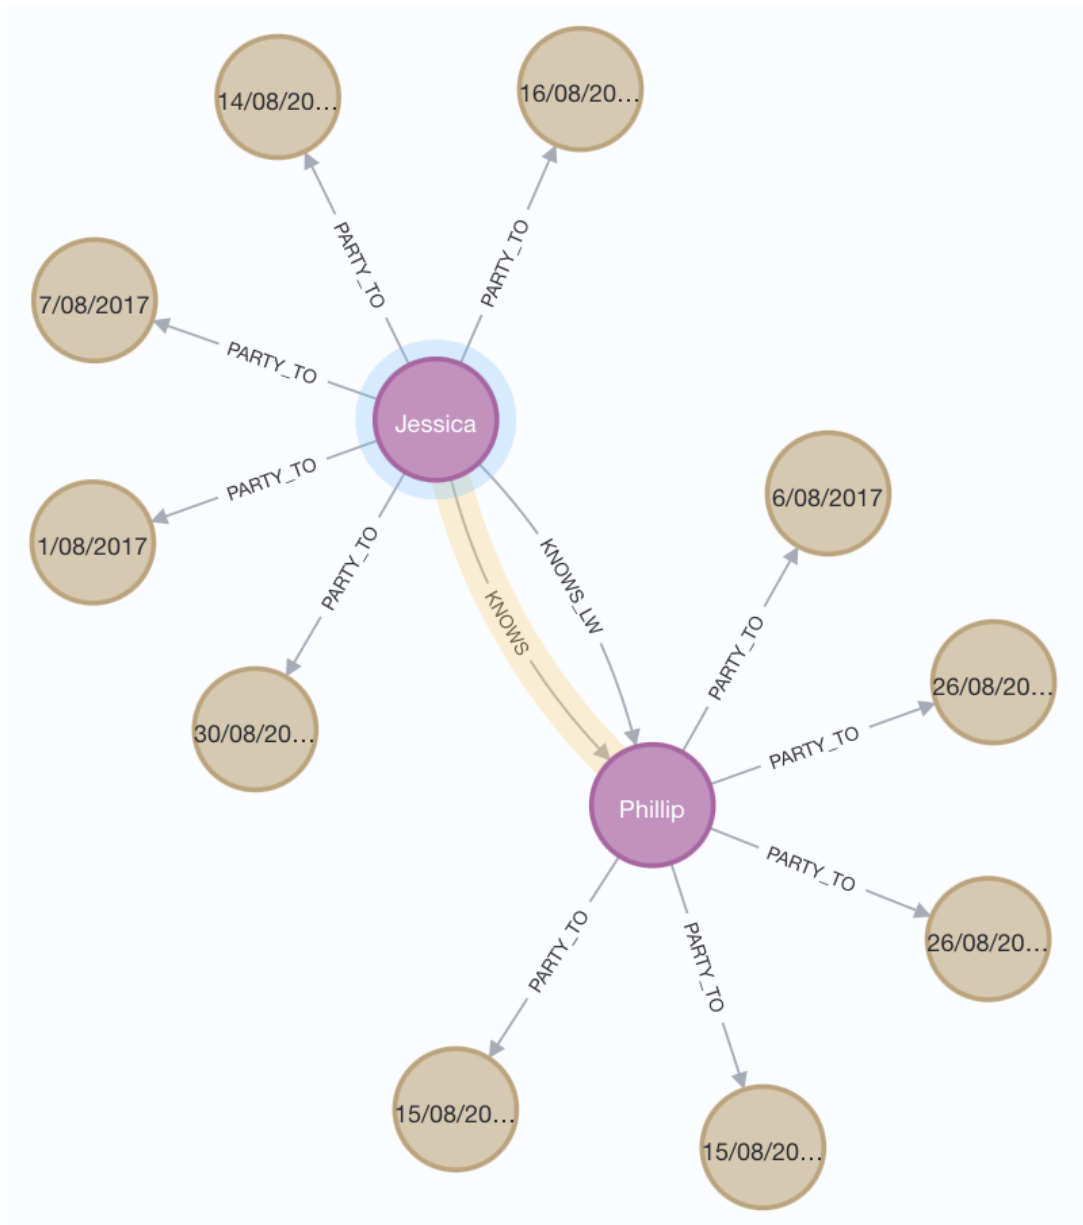 14/08/20…
16/08/20…
PARTY_TO
PARTY_TO
7/08/2017
PARTY_TO
Jessica
PARTY_TO
1/08/2017
PARTY_TO
KNOWS
KNOWS_LW
6/08/2017
PARTY_TO
30/08/20…
26/08/20…
PARTY_TO
Phillip
PARTY_TO
26/08/20…
PARTY_TO
PARTY_TO
15/08/20…
15/08/20…